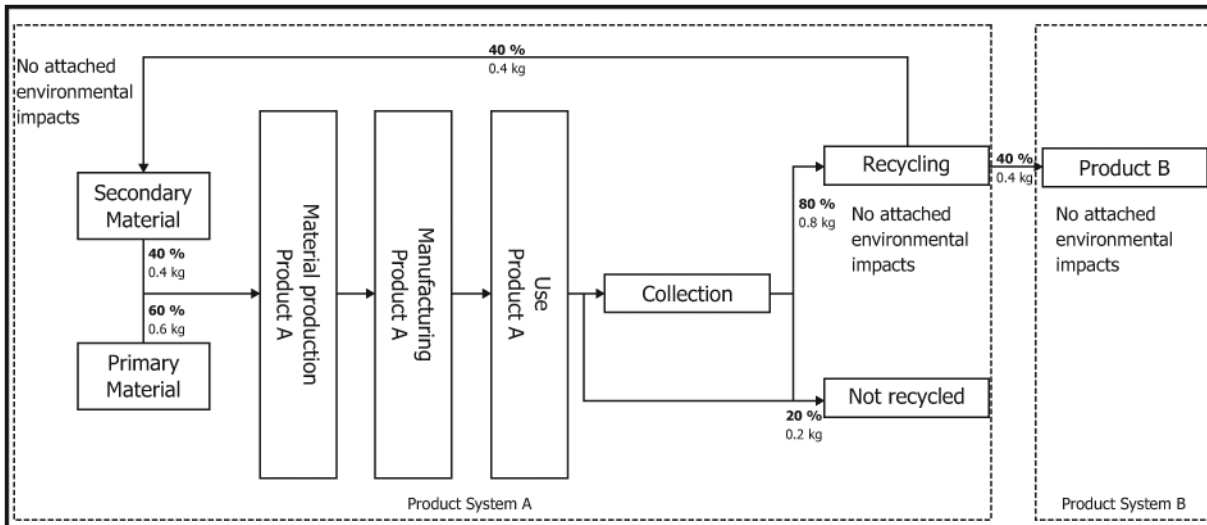 40 %
0.4 kg
No attached
environmental
impacts
Secondary
Material
40 %
0.4 kg
60 %
0.6 kg
Primary
Material
Material production
Product A
Manufacturing
Product A
Use
Product A
Collection
80 %
0.8 kg
Recycling
No attached
environmental
impacts
20 %
0.2 kg
Not recycled
40 %
0.4 kg
Product B
No attached
environmental
impacts
Product System A
Product System B